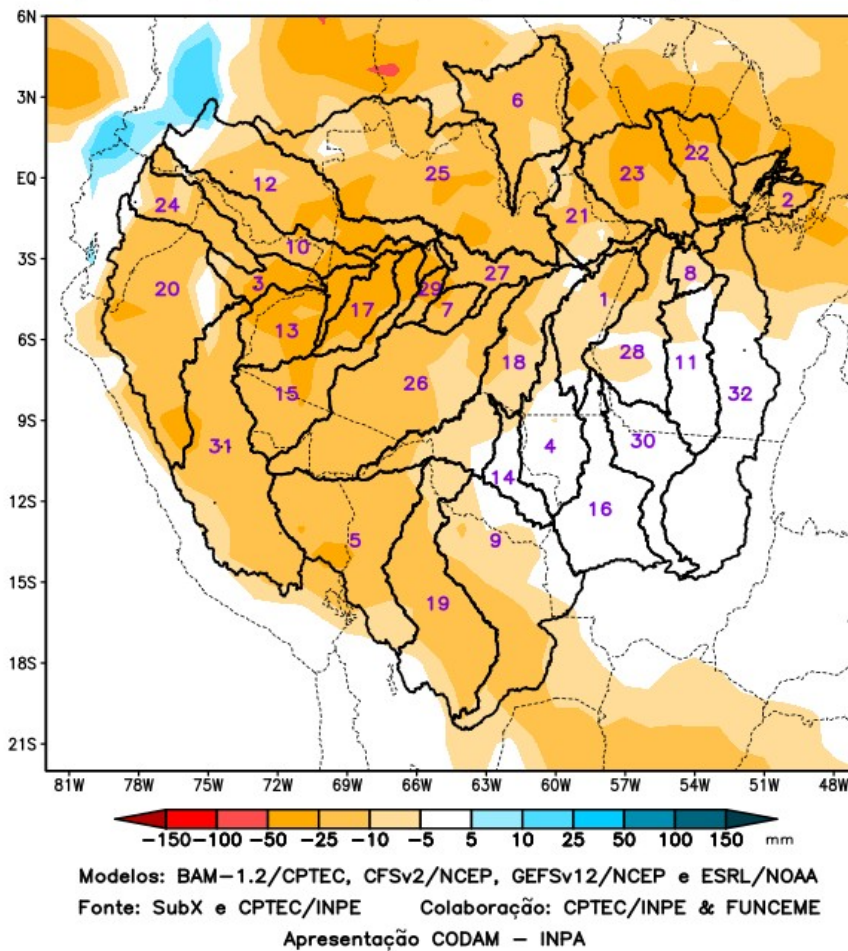 6N
3N
EQ
3S
6S
9S
12S
15S
18S
21S
6
12
25
23
22
2
24
21
10
20
3
27
8
29
17
7
1
13
18
28
11
15
26
32
31
4
30
14
16
5
9
19
81W 78W 75W 72W 69W 66W 63W 60W 57W 54W 51W 48W
−150 −100 −50 −25 −10 −5 5 10 25 50 100 150 mm
Modelos: BAM−1.2/CPTEC, CFSv2/NCEP, GEFSv12/NCEP e ESRL/NOAA
Fonte: SubX e CPTEC/INPE Colaboração: CPTEC/INPE & FUNCEME
Apresentação CODAM − INPA